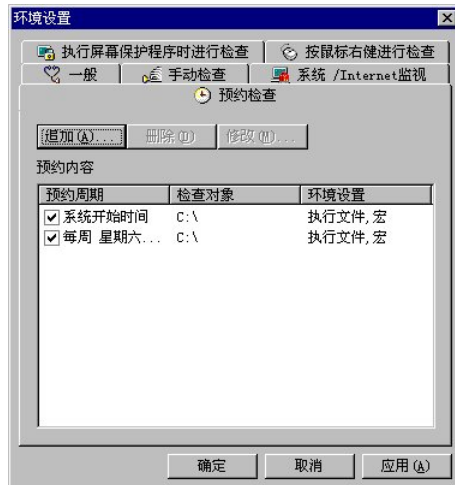 环境设置
执行屏幕保护程序时进行检查 按鼠标右健进行检查
一般 手动检查 系统 /Internet监视
预约检查
追加(A)... 删除(D) 修改(M)...
预约内容
预约周期 检查对象 环境设置
系统开始时间 C:\ 执行文件,宏
每周 星期六... C:\ 执行文件,宏
确定 取消 应用(A)